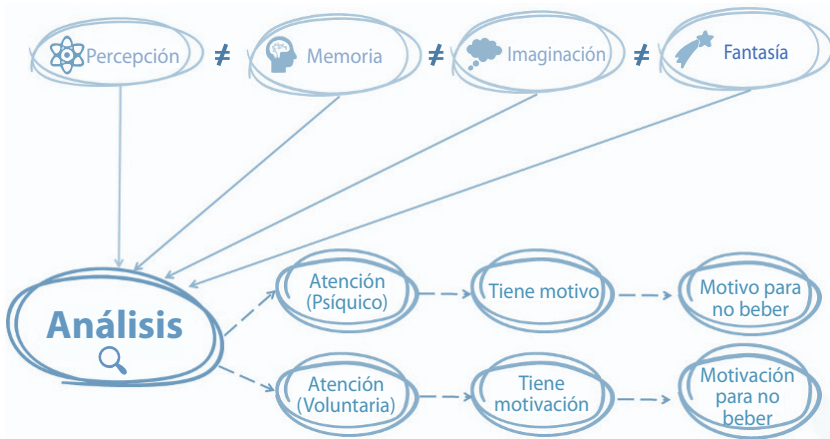 Percepción ≠ Memoria ≠ Imaginación ≠ Fantasía
Análisis
Atención
(Psíquico)
Tiene motivo
Motivo para
no beber
Atención
(Voluntaria)
Tiene
motivación
Motivación
para no
beber